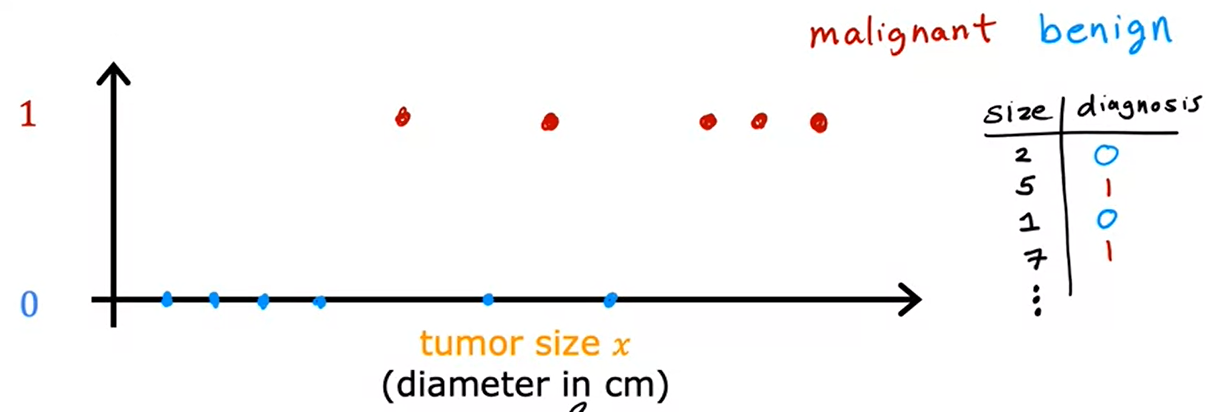 malignant benign
1
0
tumor size x
(diameter in cm)
size diagnosis
2 0
5 1
1 0
7 1
⋮